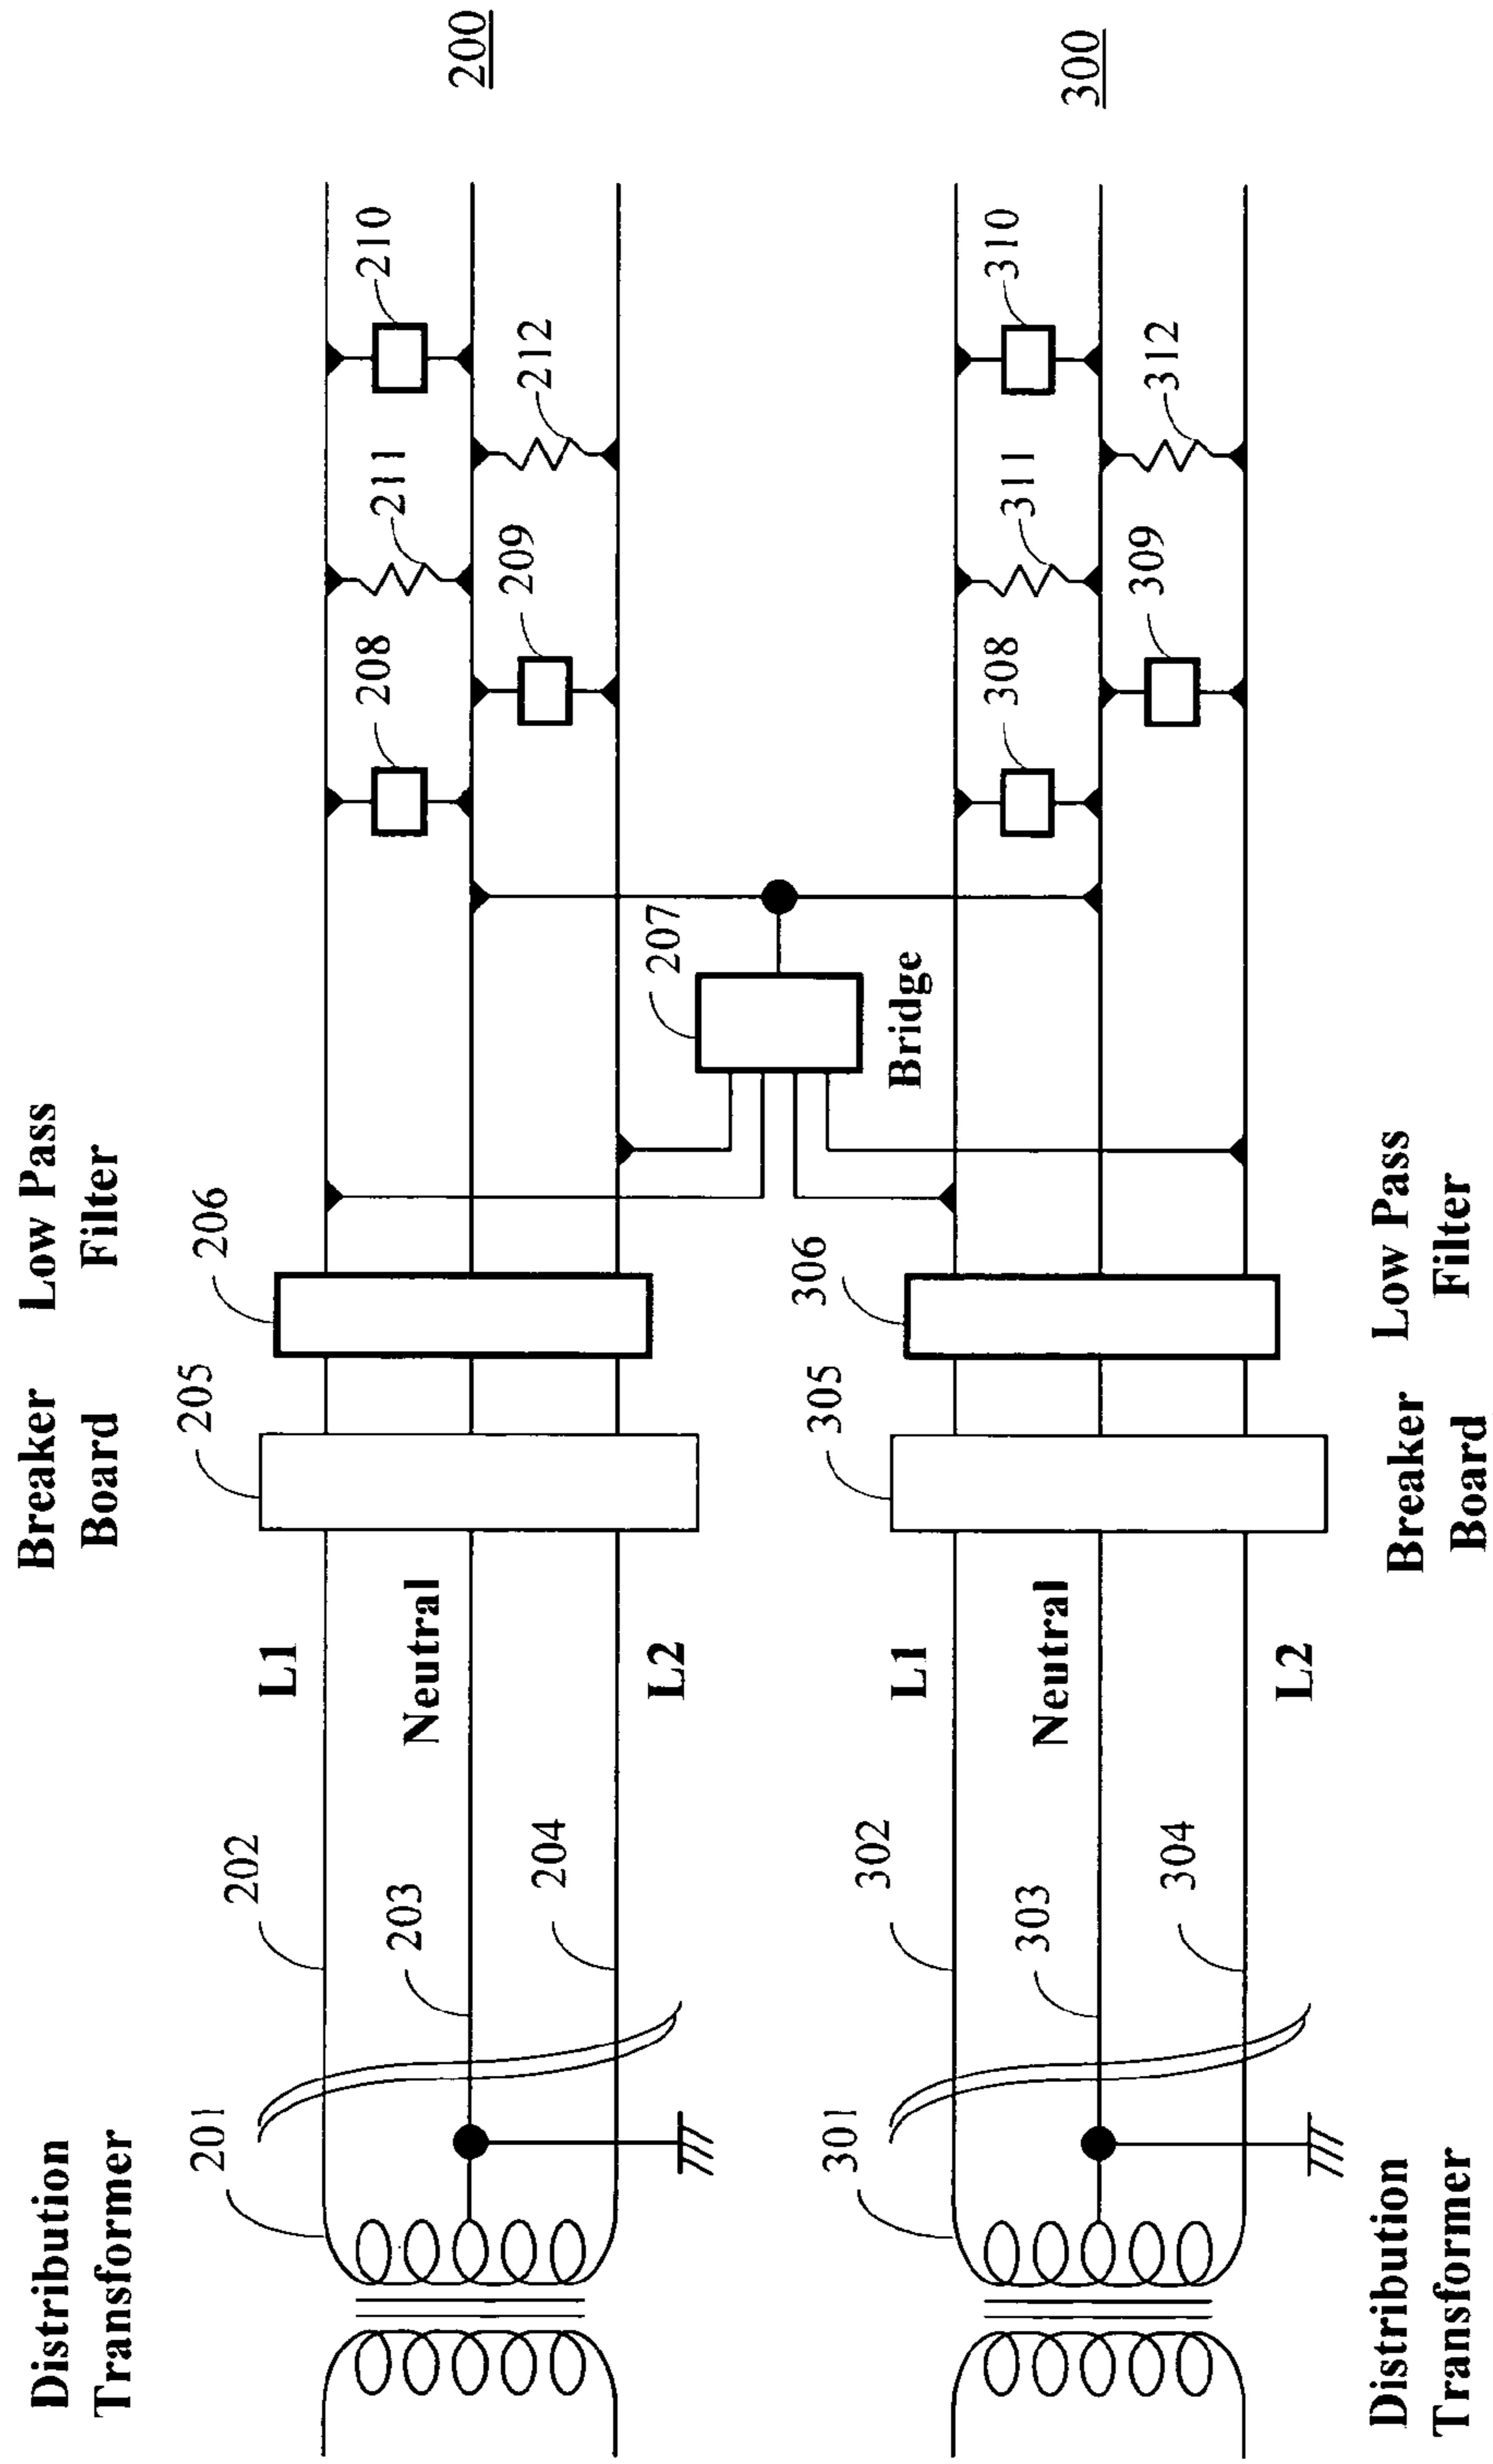 Distribution
Transformer
Breaker
Board
Low Pass
Filter
201
202
203
204
L1
Neutral
L2
205
206
207
Bridge
208
209
210
211
212
200
301
302
303
304
L1
Neutral
L2
305
306
308
309
310
311
312
300
Distribution
Transformer
Breaker
Board
Low Pass
Filter